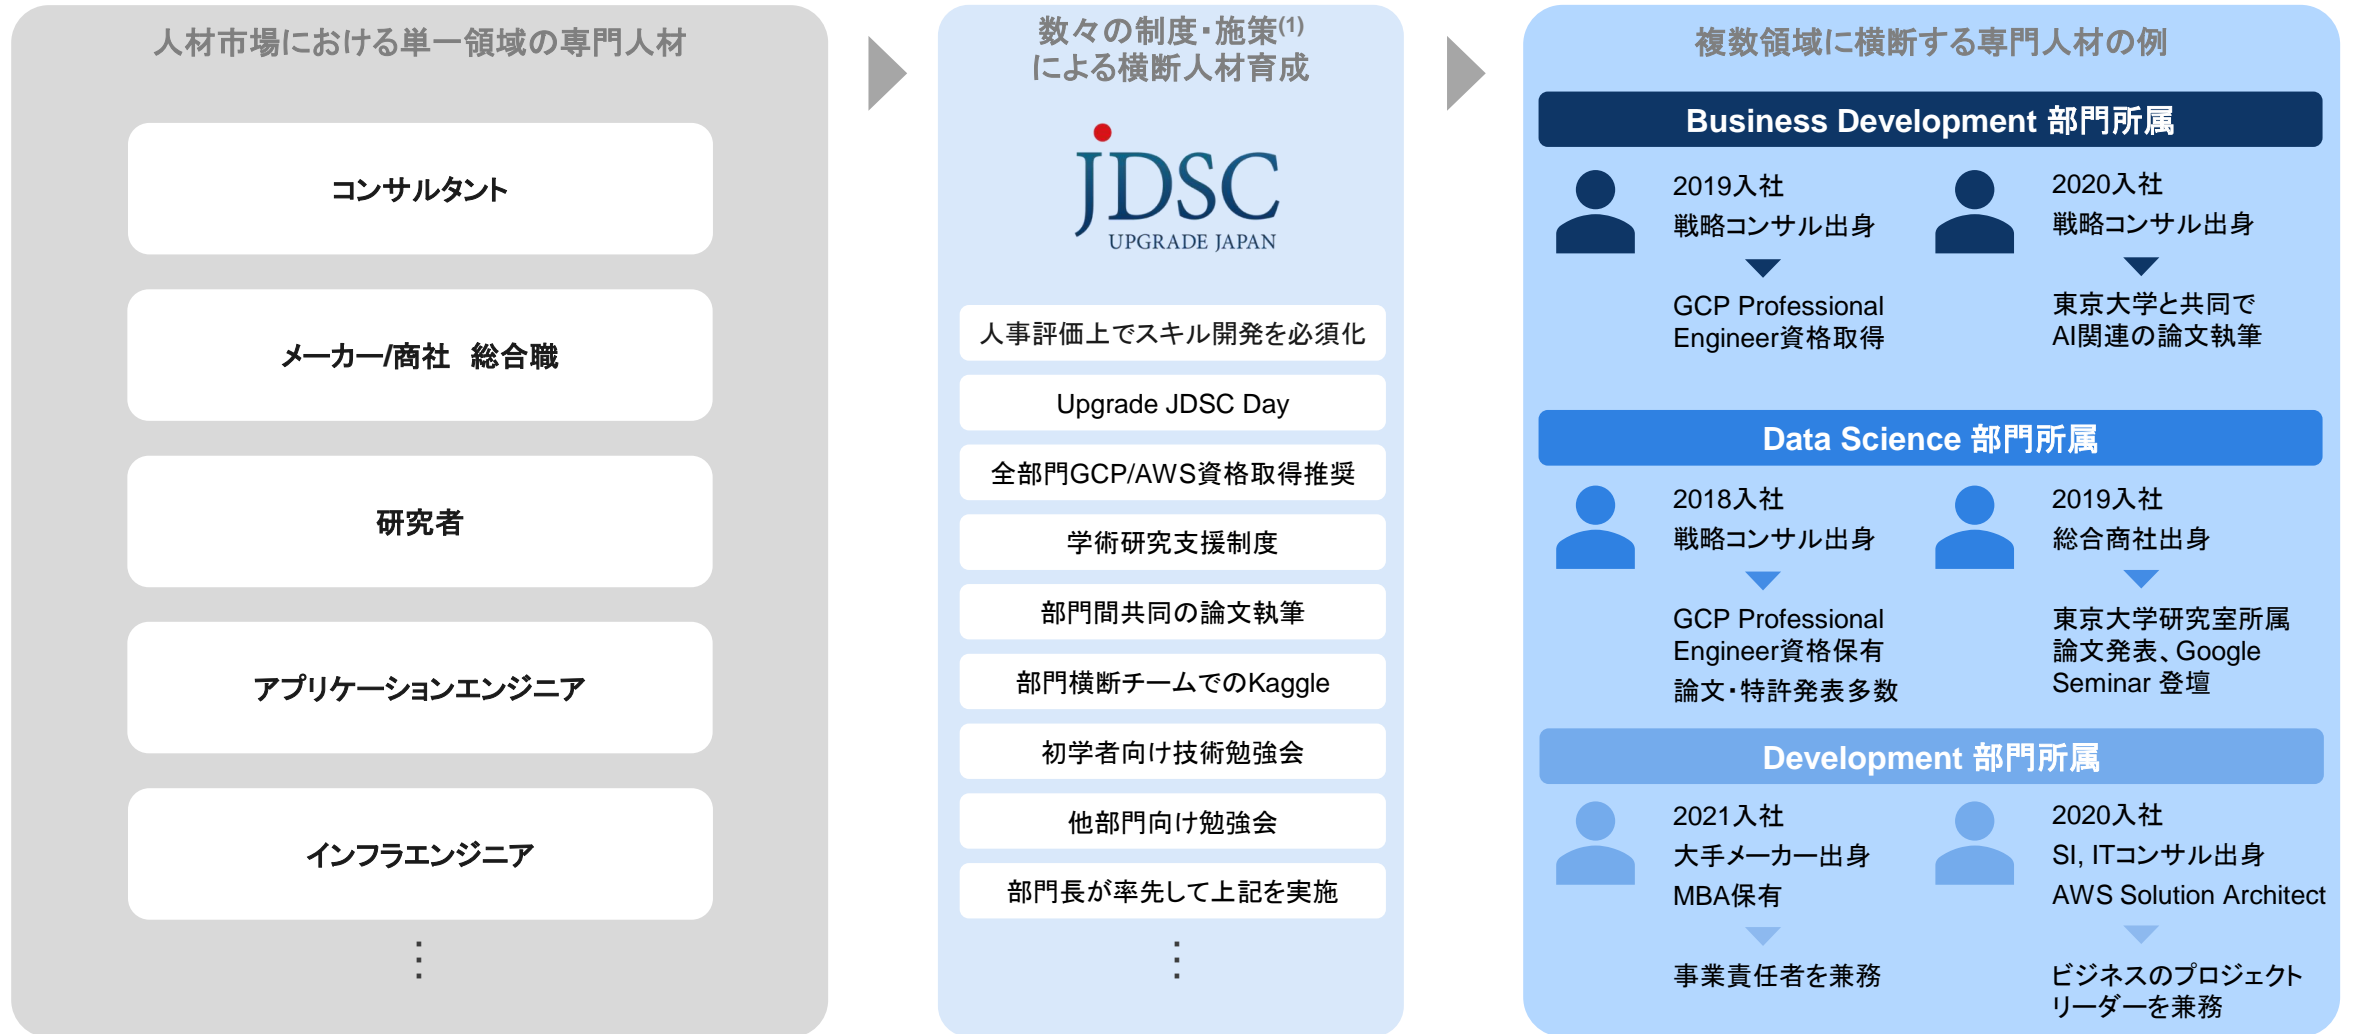 人材市場における単一領域の専門人材
コンサルタント
メーカー/商社　総合職
研究者
アプリケーションエンジニア
インフラエンジニア
⋮
数々の制度・施策(1)
による横断人材育成
JDSC
UPGRADE JAPAN
人事評価上でスキル開発を必須化
Upgrade JDSC Day
全部門GCP/AWS資格取得推奨
学術研究支援制度
部門間共同の論文執筆
部門横断チームでのKaggle
初学者向け技術勉強会
他部門向け勉強会
部門長が率先して上記を実施
⋮
複数領域に横断する専門人材の例
Business Development 部門所属
2019入社
戦略コンサル出身
GCP Professional
Engineer資格取得
2020入社
戦略コンサル出身
東京大学と共同で
AI関連の論文執筆
Data Science 部門所属
2018入社
戦略コンサル出身
GCP Professional
Engineer資格保有
論文・特許発表多数
2019入社
総合商社出身
東京大学研究室所属
論文発表、Google
Seminar 登壇
Development 部門所属
2021入社
大手メーカー出身
MBA保有
事業責任者を兼務
2020入社
SI, ITコンサル出身
AWS Solution Architect
ビジネスのプロジェクト
リーダーを兼務